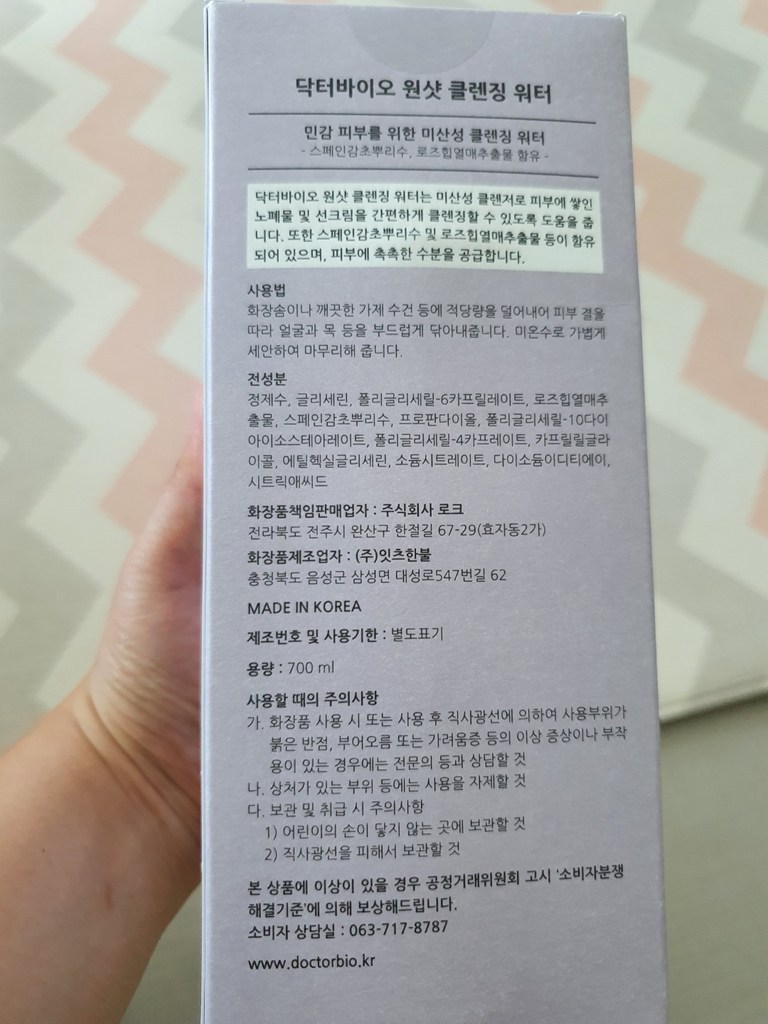 닥터바이오 원샷 클렌징 워터
민감 피부를 위한 미산성 클렌징 워터
- 스페인감초뿌리수, 로즈힙열매추출물 함유 -
닥터바이오 원샷 클렌징 워터는 미산성 클렌저로 피부에 쌓인
노폐물 및 선크림을 간편하게 클렌징할 수 있도록 도움을 줍
니다. 또한 스페인감초뿌리수 및 로즈힙열매추출물 등이 함유
되어 있으며, 피부에 촉촉한 수분을 공급합니다.
사용법
화장솜이나 깨끗한 가제 수건 등에 적당량을 덜어내어 피부 결을
따라 얼굴과 목 등을 부드럽게 닦아내줍니다. 미온수로 가볍게
세안하여 마무리해 줍니다.
전성분
정제수, 글리세린, 폴리글리세릴-6카프릴레이트, 로즈힙열매추
출물, 스페인감초뿌리수, 프로판다이올, 폴리글리세릴-10다이
아이소스테아레이트, 폴리글리세릴-4카프레이트, 카프릴릴글라
이콜, 에틸헥실글리세린, 소듐시트레이트, 다이소듐이디티에이,
시트릭애씨드
화장품책임판매업자 : 주식회사 로크
전라북도 전주시 완산구 한절길 67-29(효자동2가)
화장품제조업자 : (주)잇츠한불
충청북도 음성군 삼성면 대성로547번길 62
MADE IN KOREA
제조번호 및 사용기한 : 별도표기
용량 : 700 ml
사용할 때의 주의사항
가. 화장품 사용 시 또는 사용 후 직사광선에 의하여 사용부위가
붉은 반점, 부어오름 또는 가려움증 등의 이상 증상이나 부작
용이 있는 경우에는 전문의 등과 상담할 것
나. 상처가 있는 부위 등에는 사용을 자제할 것
다. 보관 및 취급 시 주의사항
1) 어린이의 손이 닿지 않는 곳에 보관할 것
2) 직사광선을 피해서 보관할 것
본 상품에 이상이 있을 경우 공정거래위원회 고시 '소비자분쟁
해결기준'에 의해 보상해드립니다.
소비자 상담실 : 063-717-8787
www.doctorbio.kr